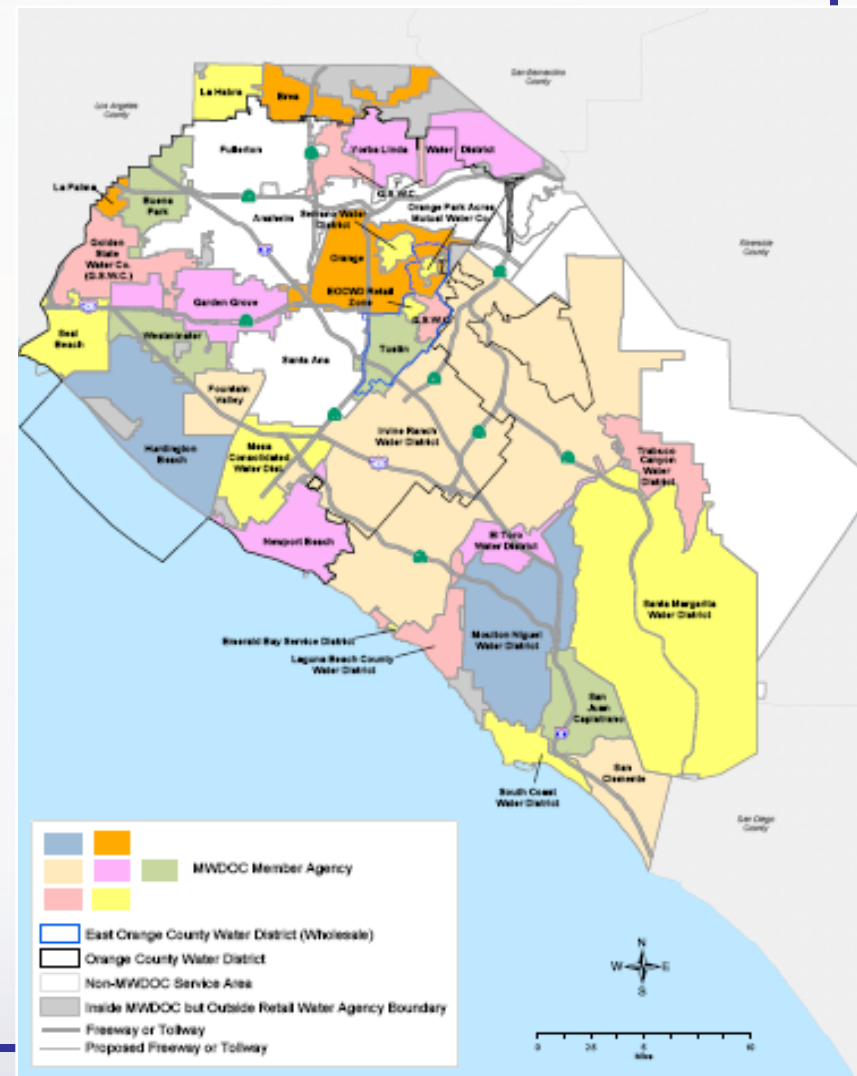 San Bernardino
County
Los Angeles
County
La Habra
Brea
Fullerton
Yorba Linda
Water District
La Palma
Buena
Park
G.S.W.C.
Orange Park Acres
Mutual Water Co.
Anaheim
Serrano Water
District
Riverside
County
Golden
State
Water Co.
(G.S.W.C.)
Orange
EOCWD Retail
Zone
Garden Grove
G.S.W.C.
Seal
Beach
Westminster
Tustin
Santa Ana
Fountain
Valley
Irvine Ranch
Water District
Huntington
Beach
Mesa
Consolidated
Water Dist.
Trabuco
Canyon
Water
District
Newport Beach
El Toro
Water District
Santa Margarita
Water District
Emerald Bay Service District
Moulton Niguel
Water District
Laguna Beach County
Water District
San
Juan
Capistrano
San
Clemente
South Coast
Water District
San Diego
County
MWDOC Member Agency
East Orange County Water District (Wholesale)
Orange County Water District
Non-MWDOC Service Area
Inside MWDOC but Outside Retail Water Agency Boundary
Freeway or Tollway
Proposed Freeway or Tollway
N
W E
S
0 2.5 5 10
Miles